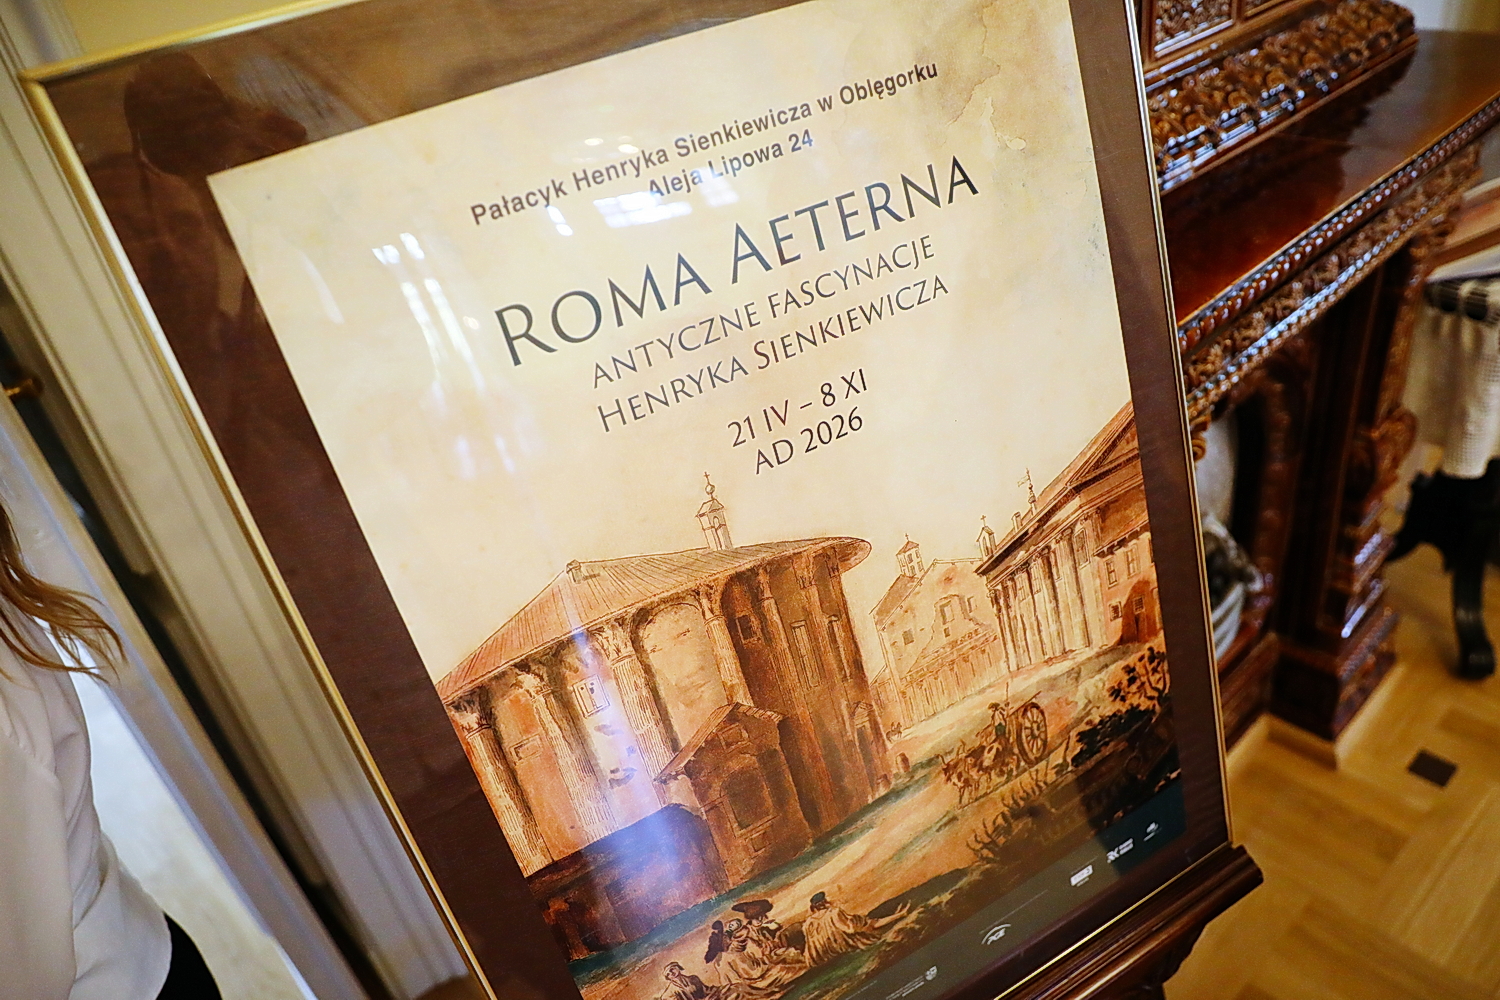 Pałacyk Henryka Sienkiewicza w Oblęgorku
Aleja Lipowa 24
ROMA AETERNA
ANTYCZNE FASCYNACJE
HENRYKA SIENKIEWICZA
21 IV – 8 XI
AD 2026
PGE